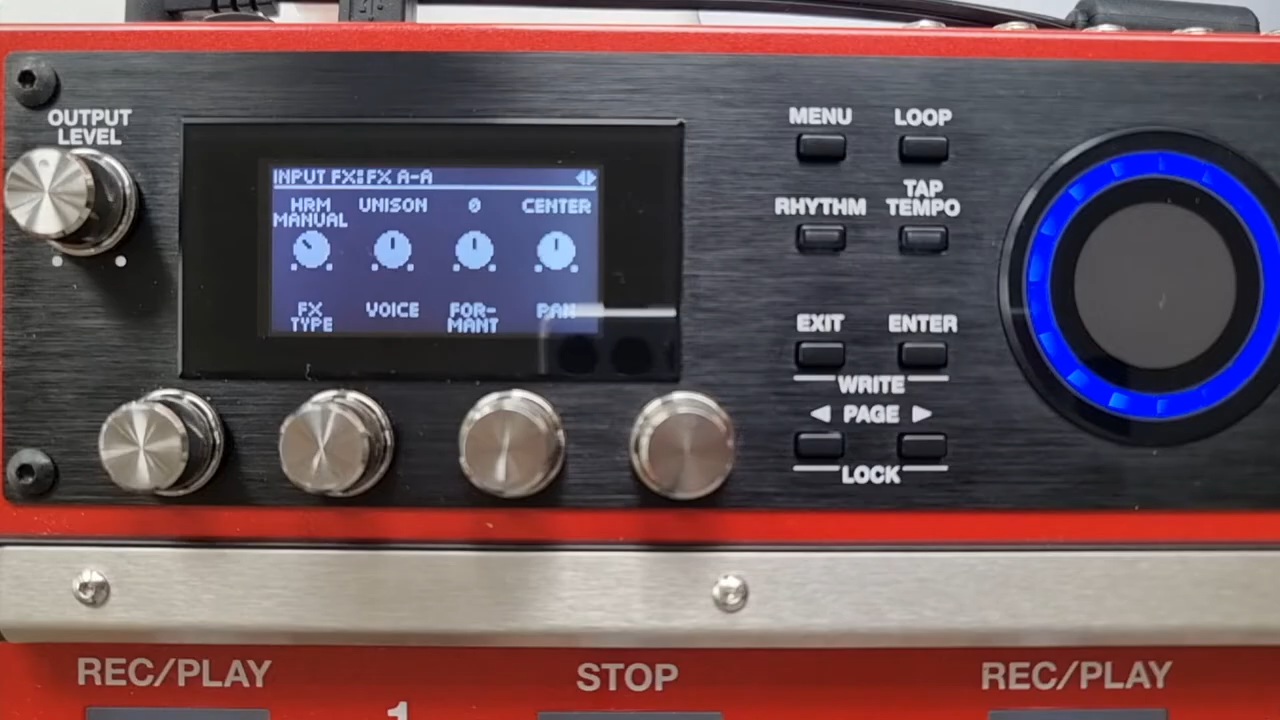 OUTPUT
LEVEL
INPUT FX:FX A-A
HRM
MANUAL
UNISON
0
CENTER
FX
TYPE
VOICE
FOR-
MANT
PAN
MENU
LOOP
RHYTHM
TAP
TEMPO
EXIT
ENTER
WRITE
◀ PAGE ▶
LOCK
REC/PLAY
STOP
REC/PLAY
1